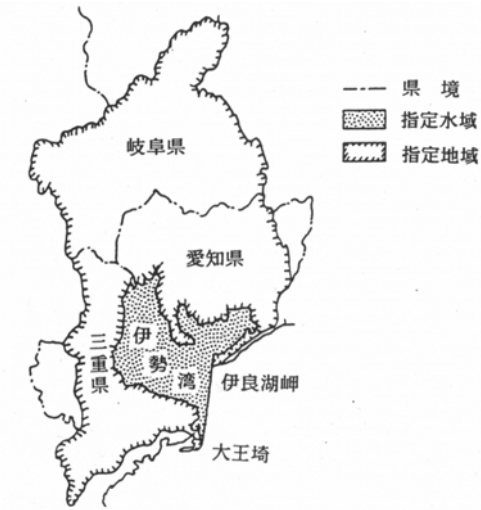 県 境
指定水域
指定地域
岐阜県
愛知県
三重県
伊勢湾
伊良湖岬
大王埼